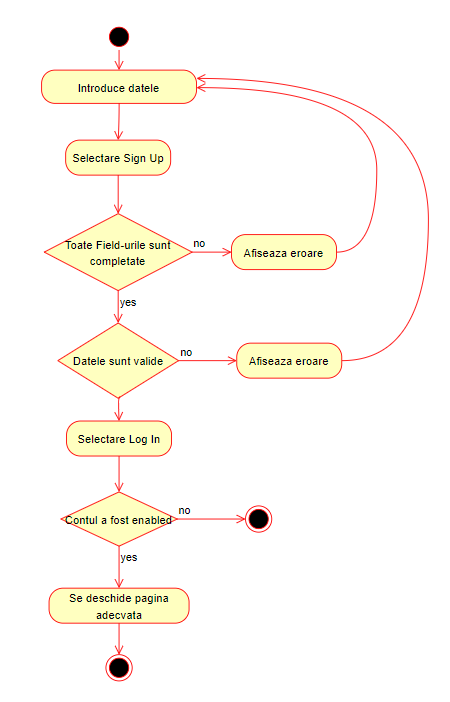 Introduce datele
Selectare Sign Up
Toate Field-urile sunt
completate
no
Afiseaza eroare
yes
Datele sunt valide
no
Afiseaza eroare
Selectare Log In
Contul a fost enabled
no
yes
Se deschide pagina
adecvata